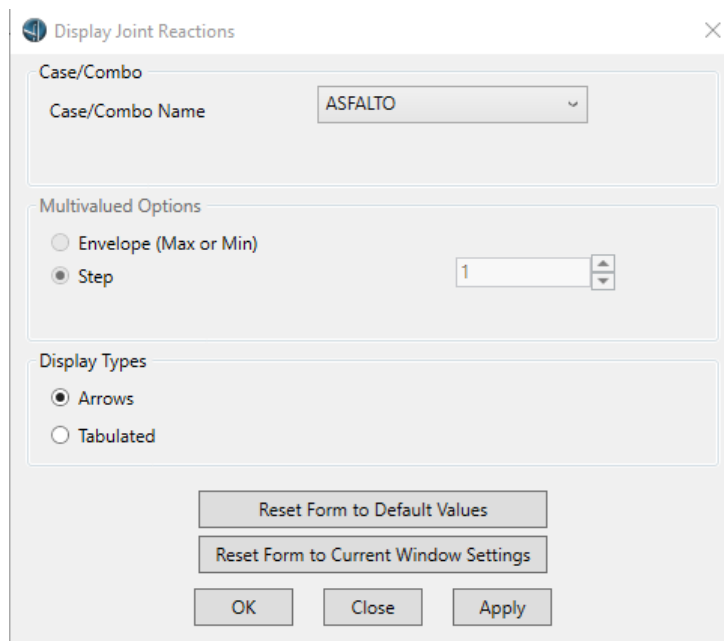 Display Joint Reactions
Case/Combo
Case/Combo Name ASFALTO
Multivalued Options
Envelope (Max or Min)
Step 1
Display Types
Arrows
Tabulated
Reset Form to Default Values
Reset Form to Current Window Settings
OK Close Apply